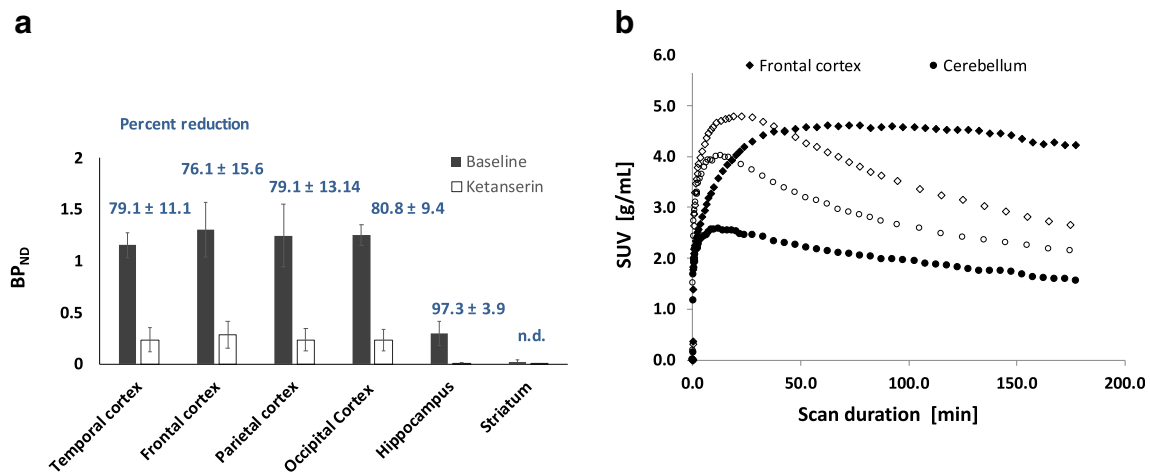 a
Percent reduction
2
1.5
1
0.5
0
BPND
Baseline
Ketanserin
79.1 ± 11.1
76.1 ± 15.6
79.1 ± 13.14
80.8 ± 9.4
97.3 ± 3.9
n.d.
Temporal cortex
Frontal cortex
Parietal cortex
Occipital Cortex
Hippocampus
Striatum
b
Frontal cortex
Cerebellum
6.0
5.0
4.0
3.0
2.0
1.0
0.0
SUV [g/mL]
0.0
50.0
100.0
150.0
200.0
Scan duration [min]